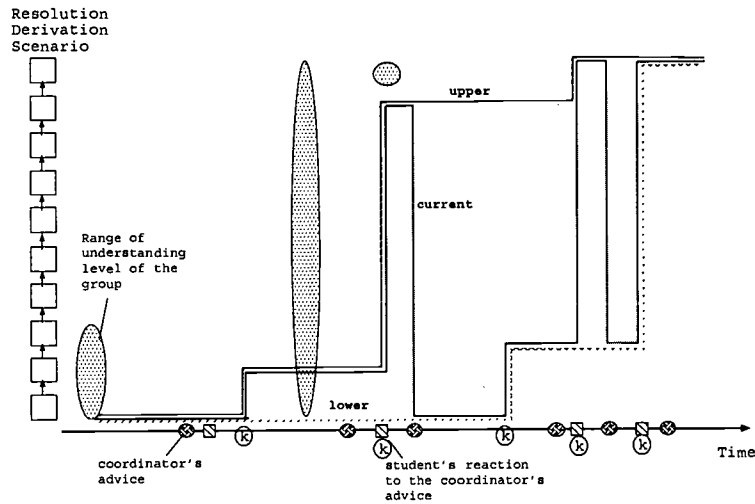 Resolution
Derivation
Scenario
upper
current
Range of
understanding
level of the
group
lower
k
k
k
k
k
Time
coordinator's
advice
student's reaction
to the coordinator's
advice